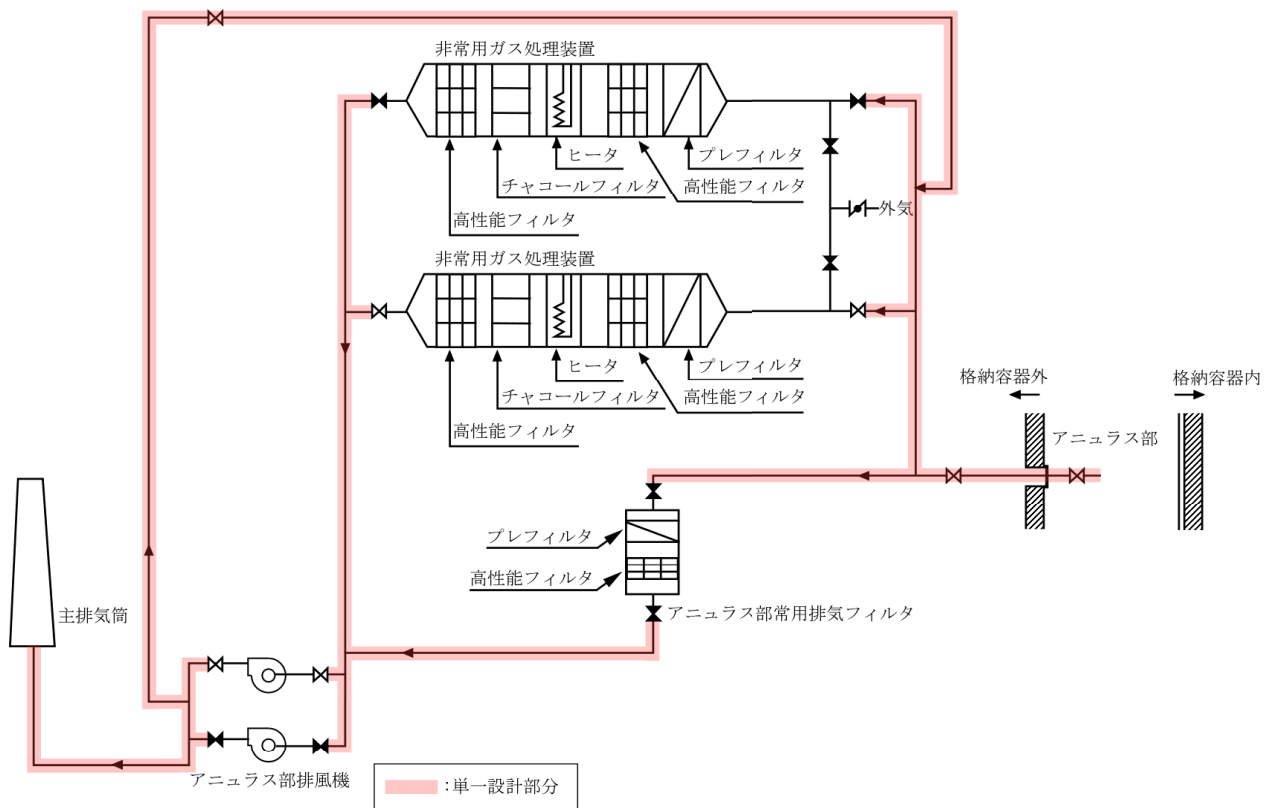 非常用ガス処理装置
ヒータ
プレフィルタ
チャコールフィルタ
高性能フィルタ
高性能フィルタ
外気
非常用ガス処理装置
ヒータ
プレフィルタ
チャコールフィルタ
高性能フィルタ
高性能フィルタ
格納容器外
格納容器内
アニュラス部
プレフィルタ
高性能フィルタ
アニュラス部常用排気フィルタ
主排気筒
アニュラス部排風機
:単一設計部分